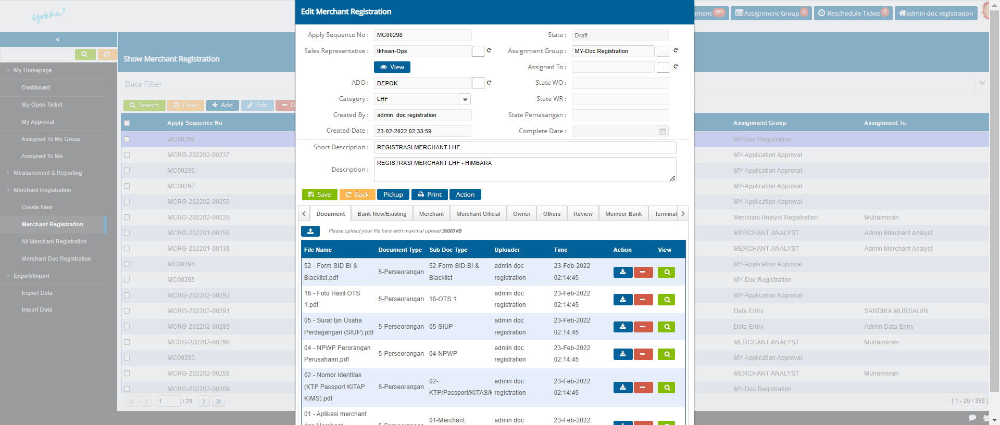 yokke!
Edit Merchant Registration
nment 99+
Assignment Group 4
Reschedule Ticket 0
admin doc registration
Show Merchant Registration
Data Filter
Search Clear Add Edit
My Homepage
Dashboard
My Open Ticket
My Approval
Assigned To My Group
Assigned To Me
Measurement & Reporting
Merchant Registration
Create New
Merchant Registration
All Merchant Registration
Merchant Doc Registration
Export/Import
Export Data
Import Data
Apply Sequence No
MC00298
MCRG-202202-00237
MC00296
MC00297
MCRG-202202-00255
MCRG-202202-00220
MCRG-202201-00159
MCRG-202201-00138
MC00294
MC00295
MCRG-202202-00292
MCRG-202202-00291
MCRG-202202-00285
MCRG-202202-00290
MC00293
MCRG-202202-00288
MCRG-202202-00289
1 / 20
Apply Sequence No : MC00298
State : Draft
Sales Representative : Ikhsan-Ops
Assignment Group : MY-Doc Registration
View
Assigned To :
ADO : DEPOK
State WO :
Category : LHF
State WR :
Created By : admin doc registration
State Pemasangan :
Created Date : 23-02-2022 02:33:59
Complete Date :
Short Description : REGISTRASI MERCHANT LHF
Description : REGISTRASI MERCHANT LHF - HIMBARA
Save Back Pickup Print Action
Document Bank New/Existing Merchant Merchant Official Owner Others Review Member Bank Terminal
Please upload your file here with maximal upload 30000 KB
File Name Document Type Sub Doc Type Uploader Time Action View
52 - Form SID BI & Blacklist.pdf 5-Perseorangan 52-Form SID BI & Blacklist admin doc registration 23-Feb-2022 02:14:45
18 - Foto Hasil OTS 1.pdf 5-Perseorangan 18-OTS 1 admin doc registration 23-Feb-2022 02:14:45
05 - Surat Ijin Usaha Perdagangan (SIUP).pdf 5-Perseorangan 05-SIUP admin doc registration 23-Feb-2022 02:14:45
04 - NPWP Perorangan Perusahaan.pdf 5-Perseorangan 04-NPWP admin doc registration 23-Feb-2022 02:14:45
02 - Nomor Identitas (KTP Passport KITAP KIMS).pdf 5-Perseorangan 02-KTP/Passport/KITAS/K admin doc registration 23-Feb-2022 02:14:45
01 - Aplikasi merchant 01-Merchant admin doc 23-Feb-2022
Assignment Group Assignment To
MY-Doc Registration
MY-Application Approval
MY-Application Approval
MY-Application Approval
MY-Application Approval
Merchant Analyst Registration Muhaiminah
MERCHANT ANALYST Admin Merchant Analyst
MERCHANT ANALYST Admin Merchant Analyst
MY-Application Approval
MY-Doc Registration
MY-Application Approval
Data Entry SANDIKA MURSALIIN
Data Entry Admin Data Entry
MERCHANT ANALYST Muhaiminah
MY-Application Approval
MERCHANT ANALYST Muhaiminah
MY-Doc Registration
[ 1 - 20 / 398 ]